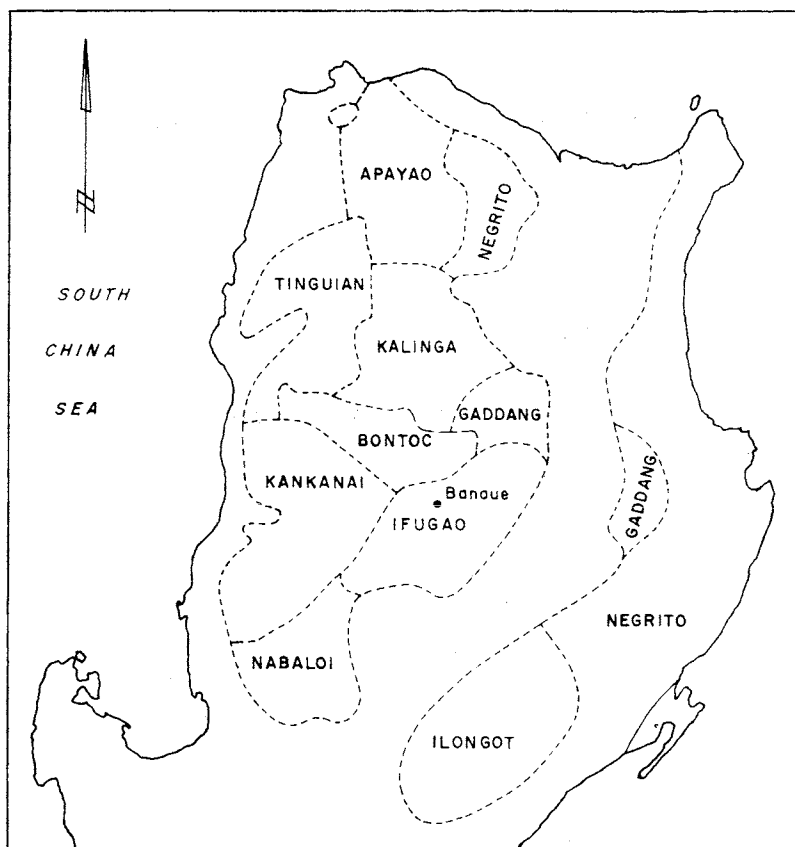 APAYAO
NEGRITO
TINGUIAN
N
SOUTH
CHINA
SEA
KALINGA
GADDANG
BONTOC
KANKANAI
Banaue
IFUGAO
GADDANG
NEGRITO
NABALOI
ILONGOT